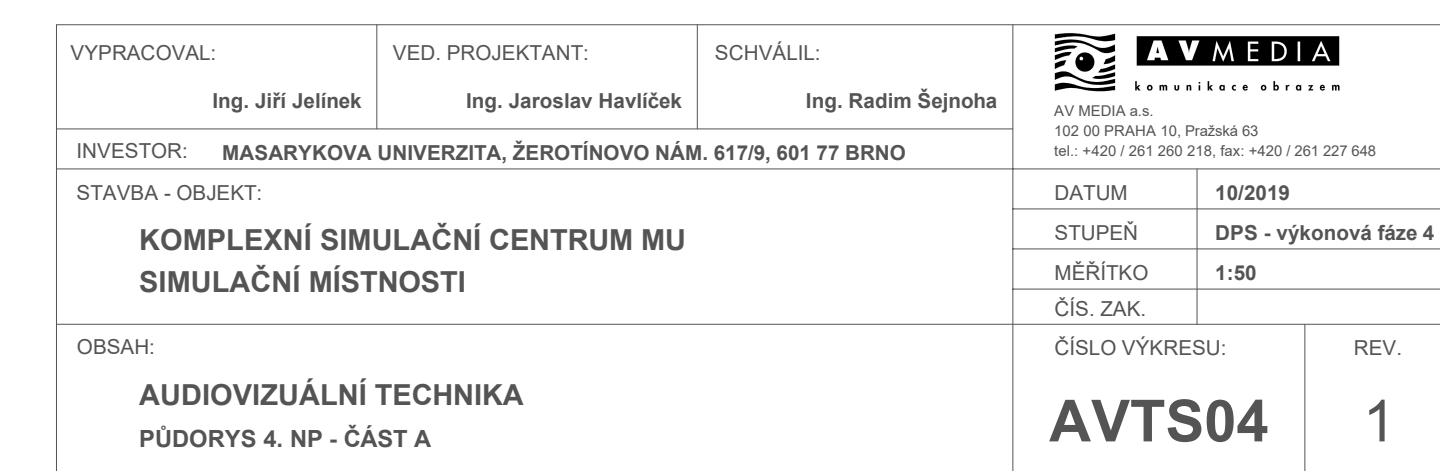 VYPRACOVAL:
Ing. Jiří Jelínek
VED. PROJEKTANT:
Ing. Jaroslav Havlíček
SCHVÁLIL:
Ing. Radim Šejnoha
AV MEDIA
komunikace obrazem
AV MEDIA a.s.
102 00 PRAHA 10, Pražská 63
tel.: +420 / 261 260 218, fax: +420 / 261 227 648
INVESTOR: MASARYKOVA UNIVERZITA, ŽEROTÍNOVO NÁM. 617/9, 601 77 BRNO
STAVBA - OBJEKT:
KOMPLEXNÍ SIMULAČNÍ CENTRUM MU
SIMULAČNÍ MÍSTNOSTI
DATUM 10/2019
STUPEŇ DPS - výkonová fáze 4
MĚŘÍTKO 1:50
ČÍS. ZAK.
OBSAH:
AUDIOVIZUÁLNÍ TECHNIKA
PŮDORYS 4. NP - ČÁST A
ČÍSLO VÝKRESU:
AVTS04
REV.
1